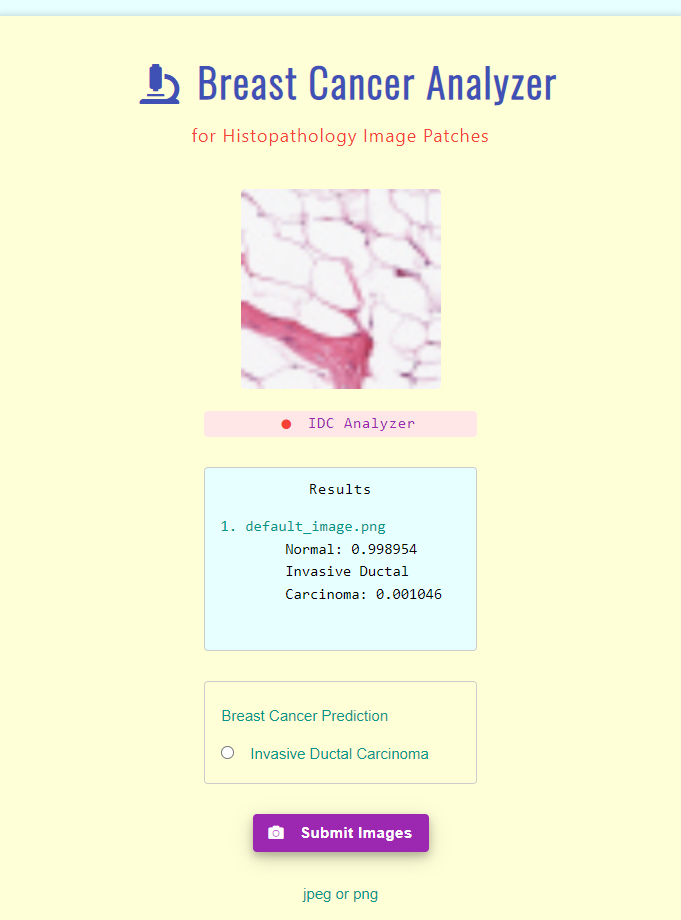 Breast Cancer Analyzer
for Histopathology Image Patches
IDC Analyzer
Results
1. default_image.png
Normal: 0.998954
Invasive Ductal
Carcinoma: 0.001046
Breast Cancer Prediction
Invasive Ductal Carcinoma
Submit Images
jpeg or png